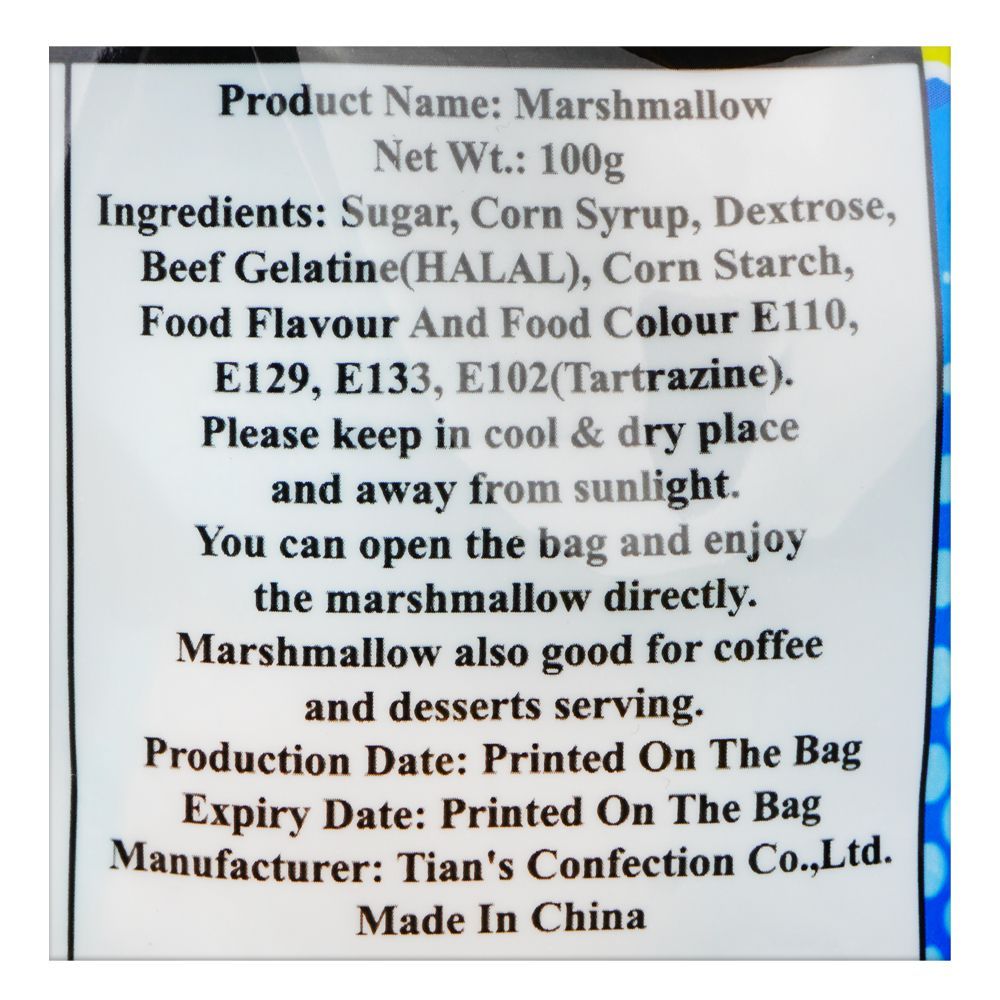 Product Name: Marshmallow
Net Wt.: 100g
Ingredients: Sugar, Corn Syrup, Dextrose,
Beef Gelatine(HALAL), Corn Starch,
Food Flavour And Food Colour E110,
E129, E133, E102(Tartrazine).
Please keep in cool & dry place
and away from sunlight.
You can open the bag and enjoy
the marshmallow directly.
Marshmallow also good for coffee
and desserts serving.
Production Date: Printed On The Bag
Expiry Date: Printed On The Bag
Manufacturer: Tian's Confection Co.,Ltd.
Made In China